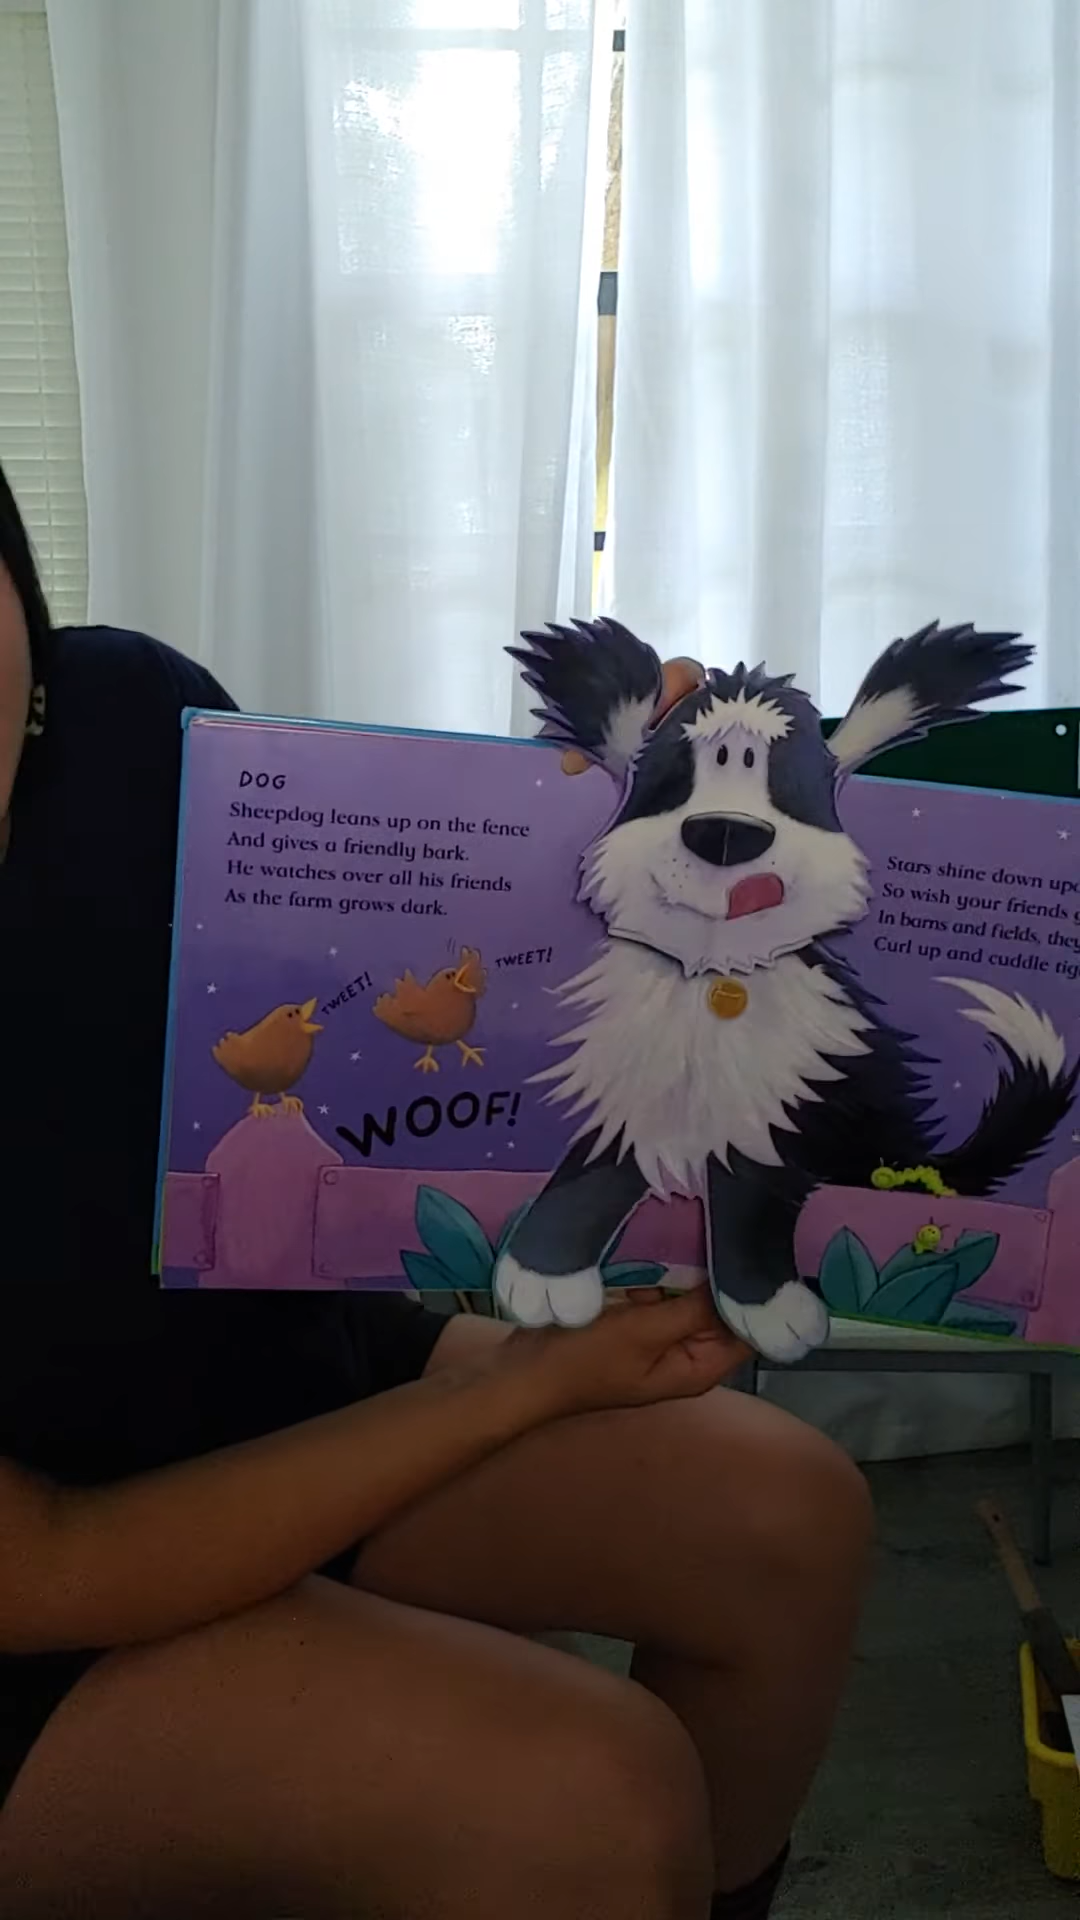 DOG
Sheepdog leans up on the fence
And gives a friendly bark.
He watches over all his friends
As the farm grows dark.
TWEET!
TWEET!
WOOF!
Stars shine down
So wish your friends
In barns and fields, they
Curl up and cuddle